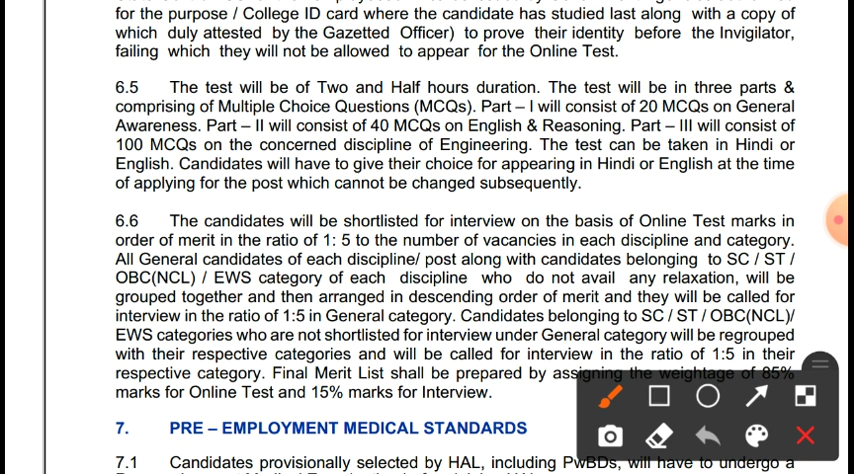 for the purpose / College ID card where the candidate has studied last along with a copy of
which duly attested by the Gazetted Officer) to prove their identity before the Invigilator,
failing which they will not be allowed to appear for the Online Test.
6.5 The test will be of Two and Half hours duration. The test will be in three parts &
comprising of Multiple Choice Questions (MCQs). Part – I will consist of 20 MCQs on General
Awareness. Part – II will consist of 40 MCQs on English & Reasoning. Part – III will consist of
100 MCQs on the concerned discipline of Engineering. The test can be taken in Hindi or
English. Candidates will have to give their choice for appearing in Hindi or English at the time
of applying for the post which cannot be changed subsequently.
6.6 The candidates will be shortlisted for interview on the basis of Online Test marks in
order of merit in the ratio of 1: 5 to the number of vacancies in each discipline and category.
All General candidates of each discipline/ post along with candidates belonging to SC / ST /
OBC(NCL) / EWS category of each discipline who do not avail any relaxation, will be
grouped together and then arranged in descending order of merit and they will be called for
interview in the ratio of 1:5 in General category. Candidates belonging to SC / ST / OBC(NCL)/
EWS categories who are not shortlisted for interview under General category will be regrouped
with their respective categories and will be called for interview in the ratio of 1:5 in their
respective category. Final Merit List shall be prepared by assigning the weightage of 85%
marks for Online Test and 15% marks for Interview.
7. PRE – EMPLOYMENT MEDICAL STANDARDS
7.1 Candidates provisionally selected by HAL, including PwBDs, will have to undergo a